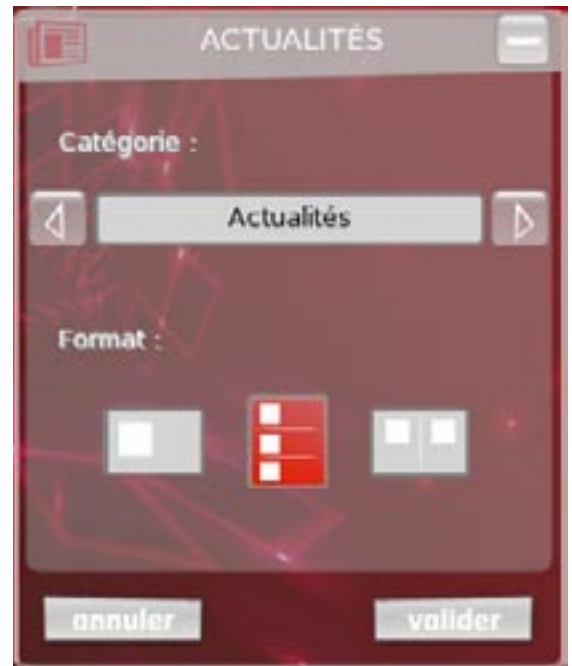 ACTUALITÉS
Catégorie :
Actualités
Format :
annuler
valider